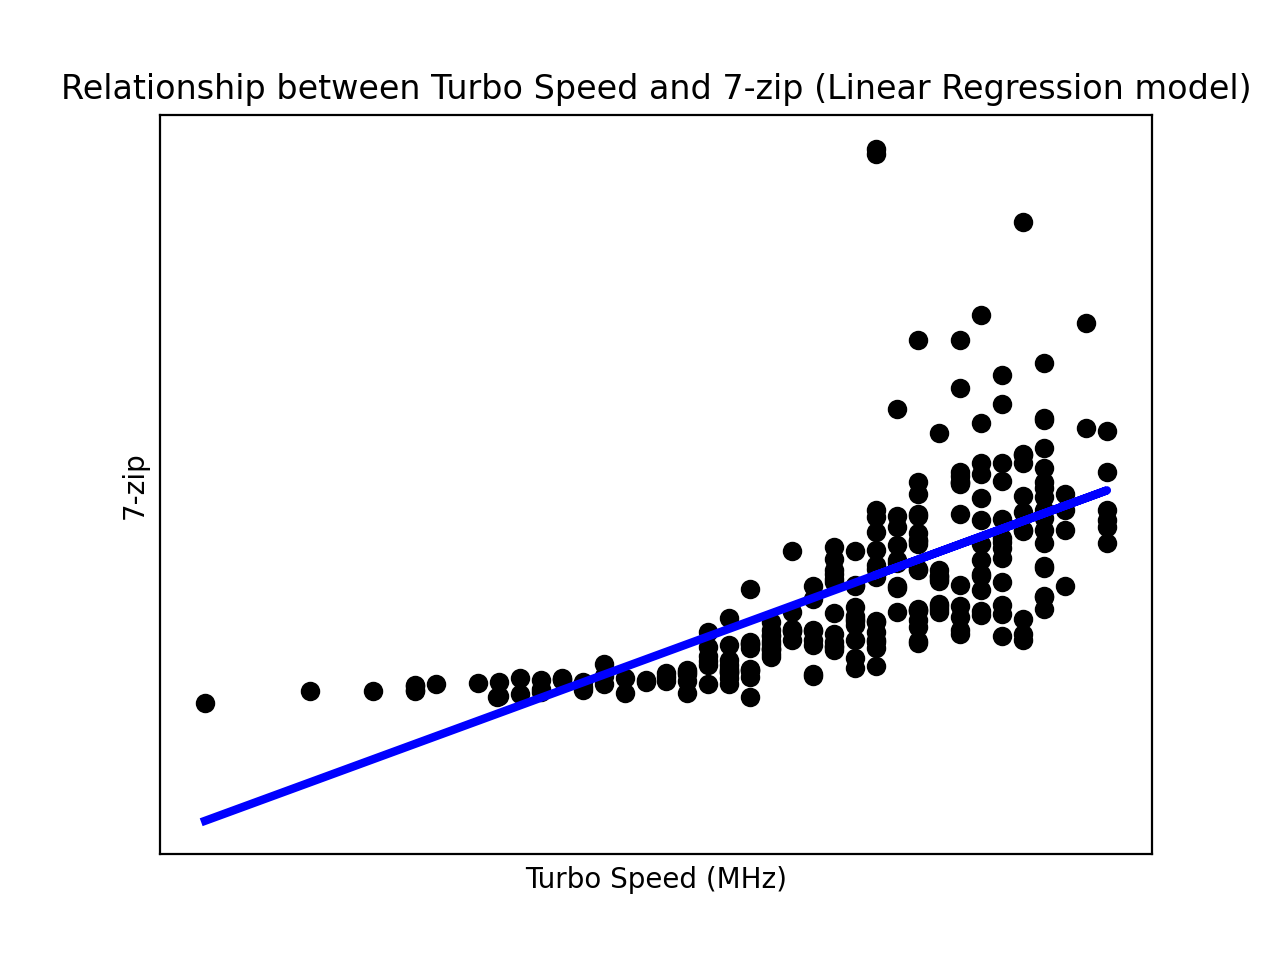 Relationship between Turbo Speed and 7-zip (Linear Regression model)
7-zip
Turbo Speed (MHz)